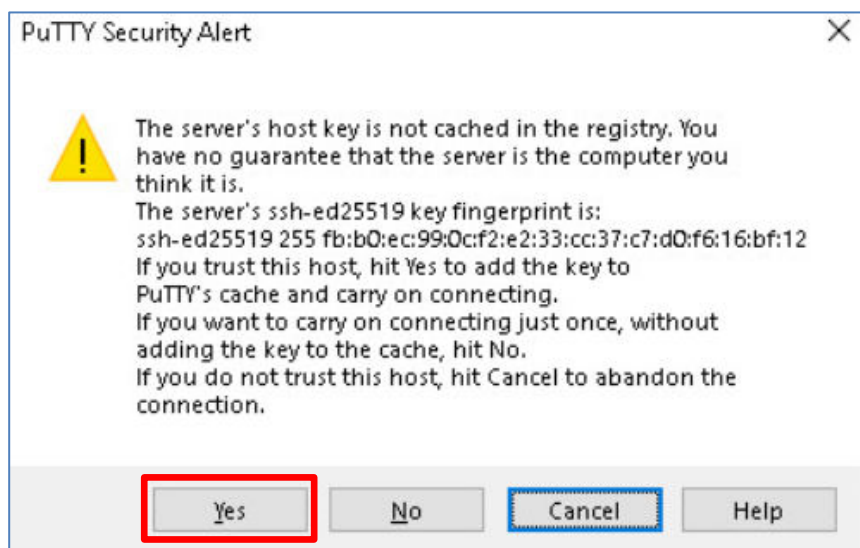 PuTTY Security Alert
The server's host key is not cached in the registry. You
have no guarantee that the server is the computer you
think it is.
The server's ssh-ed25519 key fingerprint is:
ssh-ed25519 255 fb:b0:ec:99:0c:f2:e2:33:cc:37:c7:d0:f6:16:bf:12
If you trust this host, hit Yes to add the key to
PuTTY's cache and carry on connecting.
If you want to carry on connecting just once, without
adding the key to the cache, hit No.
If you do not trust this host, hit Cancel to abandon the
connection.
Yes No Cancel Help